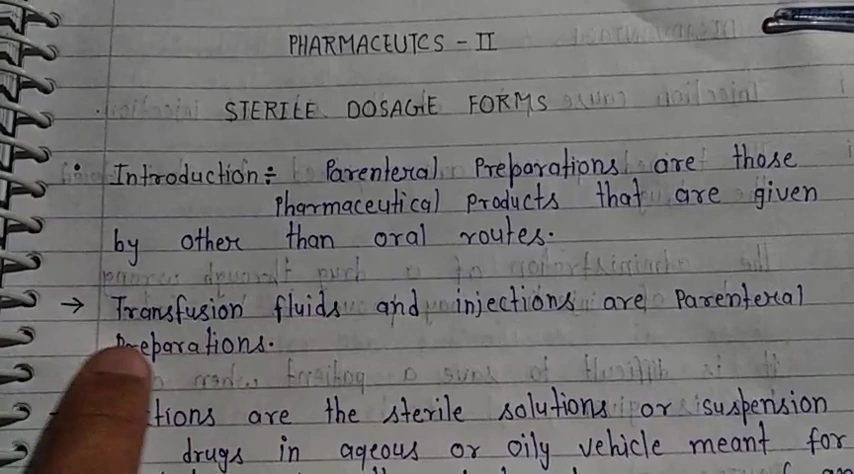 PHARMACEUTCS - II
STERILE DOSAGE FORMS
Introduction÷ Parenteral Preparations are those
Pharmaceutical products that are given
by other than oral routes.
→ Transfusion fluids and injections are Parenteral
Preparations.
tions are the sterile solutions or suspension
drugs in aqeous or oily vehicle meant for